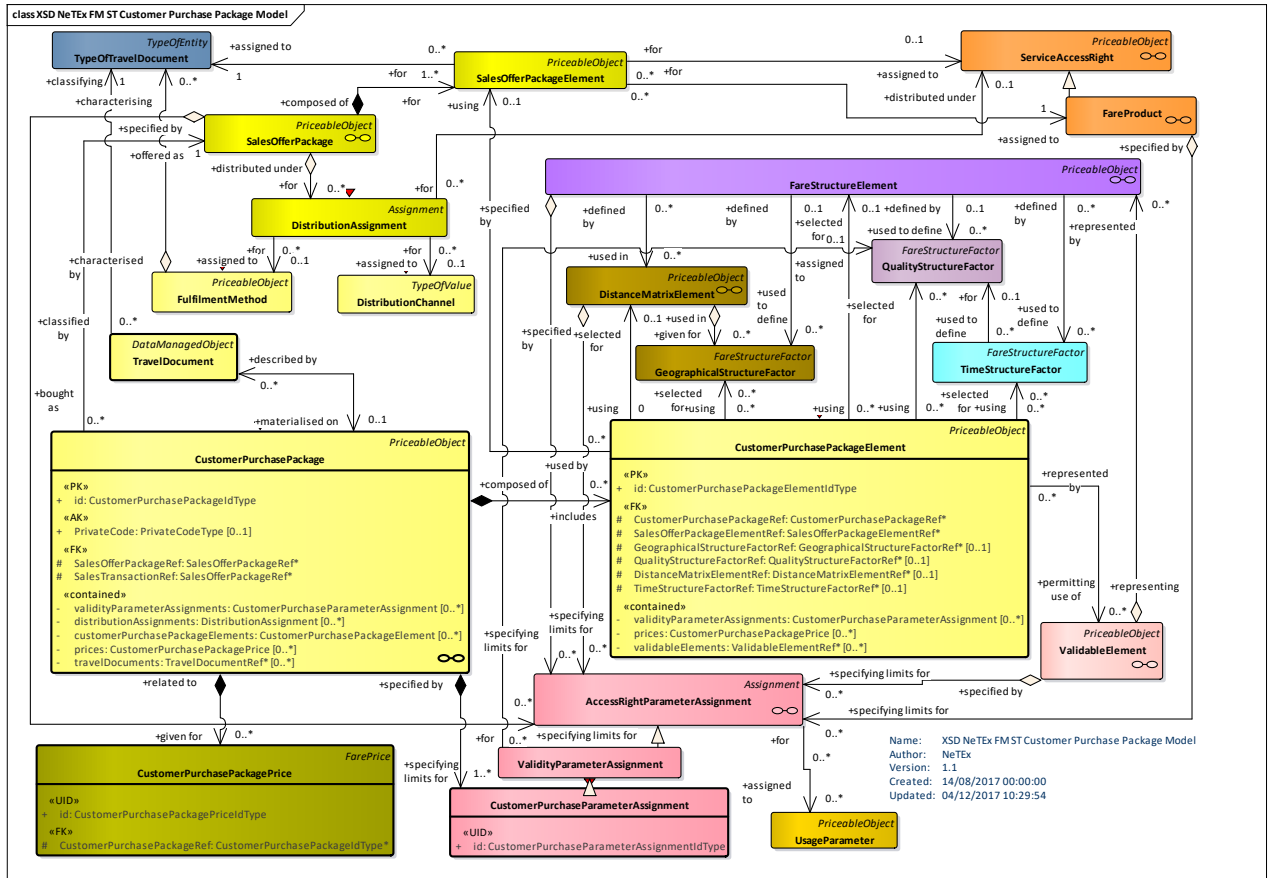 class XSD NeTEx FM ST Customer Purchase Package Model
TypeOfEntity
TypeOfTravelDocument
+assigned to
0..*
1
+for
1..*
PriceableObject
SalesOfferPackageElement
+for
0..1
0..*
+for
0..*
+assigned to
PriceableObject
ServiceAccessRight
+classifying
1
0..*
+characterising
+composed of
+for
+using
0..1
+distributed under
0..1
FareProduct
1
+assigned to
+specified by
+specified by
+offered as
1
PriceableObject
SalesOfferPackage
+distributed under
+for
0..*
+for
0..*
Assignment
DistributionAssignment
PriceableObject
FareStructureElement
+specified
by
+defined
by
0..*
+defined
by
0..1
+selected
for
0..1
0..1
+defined by
0..1
+used to define
0..*
+defined
by
0..*
+represented
by
0..*
+for
0..*
+assigned to
0..1
+for
0..*
+assigned to
0..1
PriceableObject
FulfilmentMethod
TypeOfValue
DistributionChannel
+characterised
by
+used in
0..*
PriceableObject
DistanceMatrixElement
+assigned
to
FareStructureFactor
QualityStructureFactor
+specified
by
+selected
for
0..1
+used in
+given for
0..*
+used
to
define
0..*
+selected
for
0..*
+for
0..1
+used to
define
+used to
define
0..*
+classified
by
0..*
DataManagedObject
TravelDocument
+described by
0..*
FareStructureFactor
GeographicalStructureFactor
FareStructureFactor
TimeStructureFactor
+bought
as
0..*
+materialised on
0..1
+using
0..*
0
+selected
for
+using
0..*
+using
0..*
+using
0..*
+selected
for
+using
0..*
0..*
PriceableObject
CustomerPurchasePackage
«PK»
+ id: CustomerPurchasePackageIdType
«AK»
+ PrivateCode: PrivateCodeType [0..1]
«FK»
# SalesOfferPackageRef: SalesOfferPackageRef*
# SalesTransactionRef: SalesOfferPackageRef*
«contained»
- validityParameterAssignments: CustomerPurchaseParameterAssignment [0..*]
- distributionAssignments: DistributionAssignment [0..*]
- customerPurchasePackageElements: CustomerPurchasePackageElement [0..*]
- prices: CustomerPurchasePackagePrice [0..*]
- travelDocuments: TravelDocumentRef* [0..*]
+composed of
+used by
0..*
+includes
PriceableObject
CustomerPurchasePackageElement
«PK»
+ id: CustomerPurchasePackageElementIdType
«FK»
# CustomerPurchasePackageRef: CustomerPurchasePackageRef*
# SalesOfferPackageElementRef: SalesOfferPackageElementRef*
# GeographicalStructureFactorRef: GeographicalStructureFactorRef* [0..1]
# QualityStructureFactorRef: QualityStructureFactorRef* [0..1]
# DistanceMatrixElementRef: DistanceMatrixElementRef* [0..1]
# TimeStructureFactorRef: TimeStructureFactorRef* [0..1]
«contained»
- validityParameterAssignments: CustomerPurchaseParameterAssignment [0..*]
- prices: CustomerPurchasePackagePrice [0..*]
- validableElements: ValidableElementRef* [0..*]
+represented
by
0..*
+permitting
use of
0..*
+representing
PriceableObject
ValidableElement
+specifying
limits for
+specifying
limits for
0..*
0..*
+specifying limits for
0..*
+specified by
+specifying limits for
0..*
+related to
+specified by
Assignment
AccessRightParameterAssignment
0..*
+for
0..*
+specifying limits for
+given for
0..*
+specifying
limits for
1..*
ValidityParameterAssignment
+for
0..*
+assigned
to
0..*
FarePrice
CustomerPurchasePackagePrice
«UID»
+ id: CustomerPurchasePackagePriceIdType
«FK»
# CustomerPurchasePackageRef: CustomerPurchasePackageIdType*
CustomerPurchaseParameterAssignment
«UID»
+ id: CustomerPurchaseParameterAssignmentIdType
PriceableObject
UsageParameter
Name: XSD NeTEx FM ST Customer Purchase Package Model
Author: NeTEx
Version: 1.1
Created: 14/08/2017 00:00:00
Updated: 04/12/2017 10:29:54